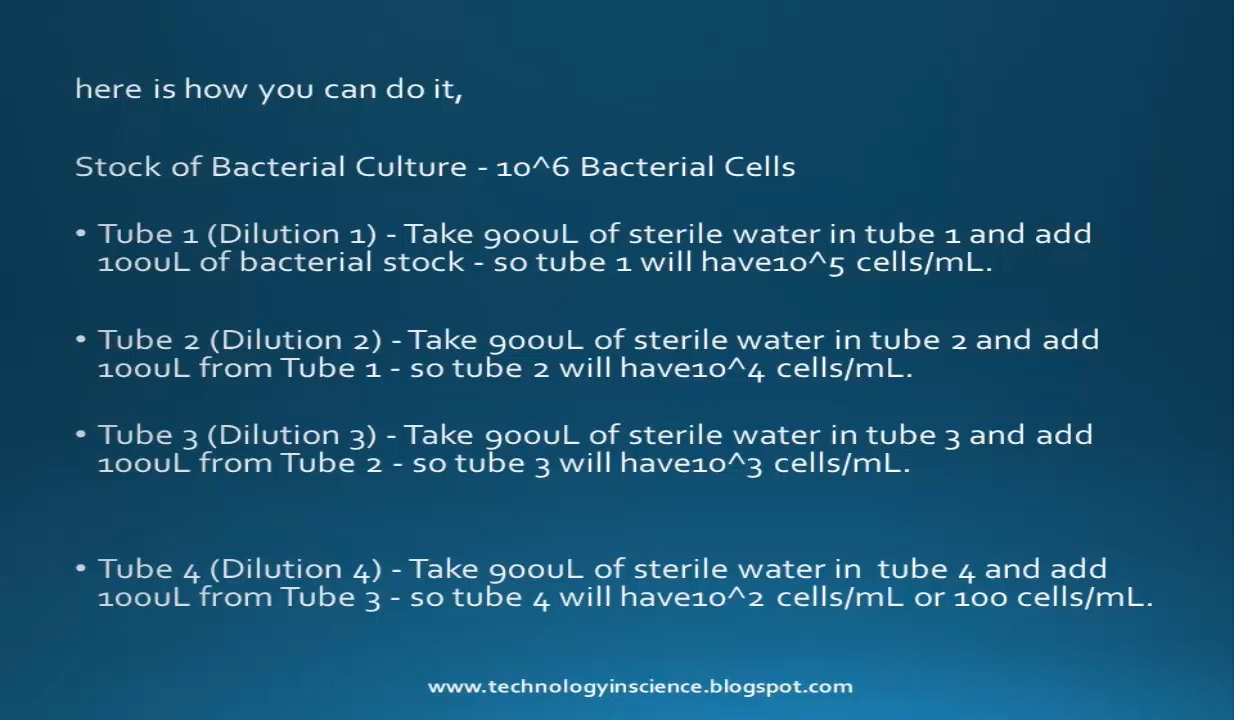 here is how you can do it,
Stock of Bacterial Culture - 10^6 Bacterial Cells
• Tube 1 (Dilution 1) - Take 900uL of sterile water in tube 1 and add
100uL of bacterial stock - so tube 1 will have10^5 cells/mL.
• Tube 2 (Dilution 2) - Take 900uL of sterile water in tube 2 and add
100uL from Tube 1 - so tube 2 will have10^4 cells/mL.
• Tube 3 (Dilution 3) - Take 900uL of sterile water in tube 3 and add
100uL from Tube 2 - so tube 3 will have10^3 cells/mL.
• Tube 4 (Dilution 4) - Take 900uL of sterile water in  tube 4 and add
100uL from Tube 3 - so tube 4 will have10^2 cells/mL or 100 cells/mL.
www.technologyinscience.blogspot.com